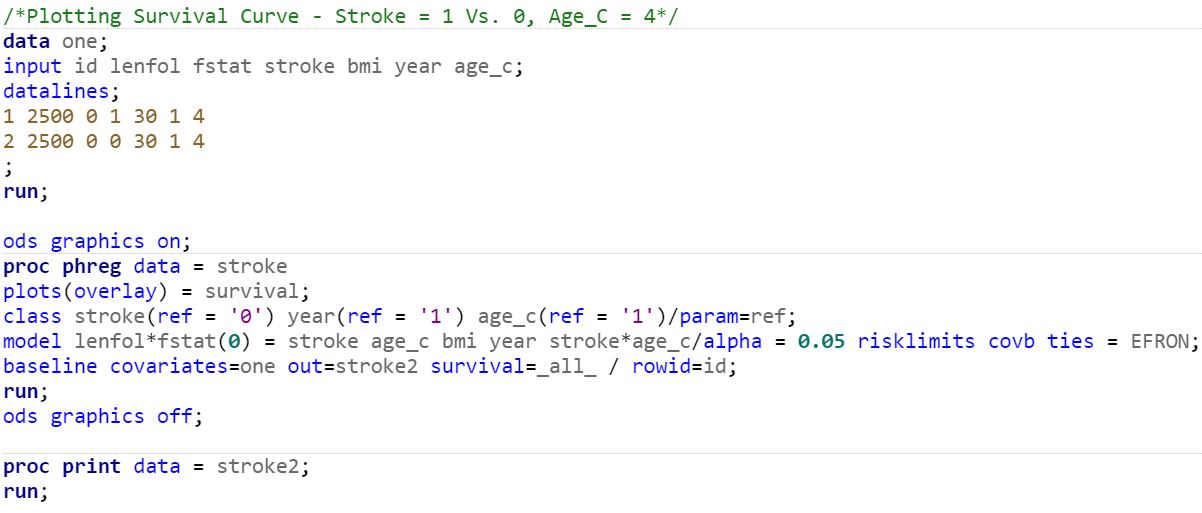 /*Plotting Survival Curve - Stroke = 1 Vs. 0, Age_C = 4*/
data one;
input id lenfol fstat stroke bmi year age_c;
datalines;
1 2500 0 1 30 1 4
2 2500 0 0 30 1 4
;
run;
ods graphics on;
proc phreg data = stroke
plots(overlay) = survival;
class stroke(ref = '0') year(ref = '1') age_c(ref = '1')/param=ref;
model lenfol*fstat(0) = stroke age_c bmi year stroke*age_c/alpha = 0.05 risklimits covb ties = EFRON;
baseline covariates=one out=stroke2 survival=_all_ / rowid=id;
run;
ods graphics off;
proc print data = stroke2;
run;